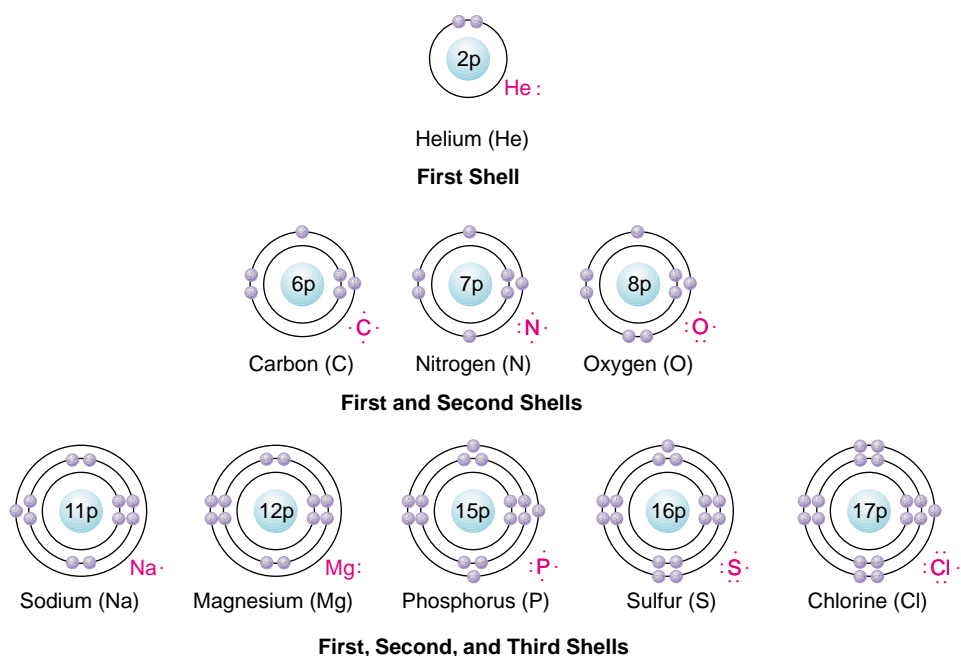 2p
He :
Helium (He)
First Shell
6p 7p 8p
C N O
Carbon (C) Nitrogen (N) Oxygen (O)
First and Second Shells
11p 12p 15p 16p 17p
Na· Mg: P S Cl
Sodium (Na) Magnesium (Mg) Phosphorus (P) Sulfur (S) Chlorine (Cl)
First, Second, and Third Shells